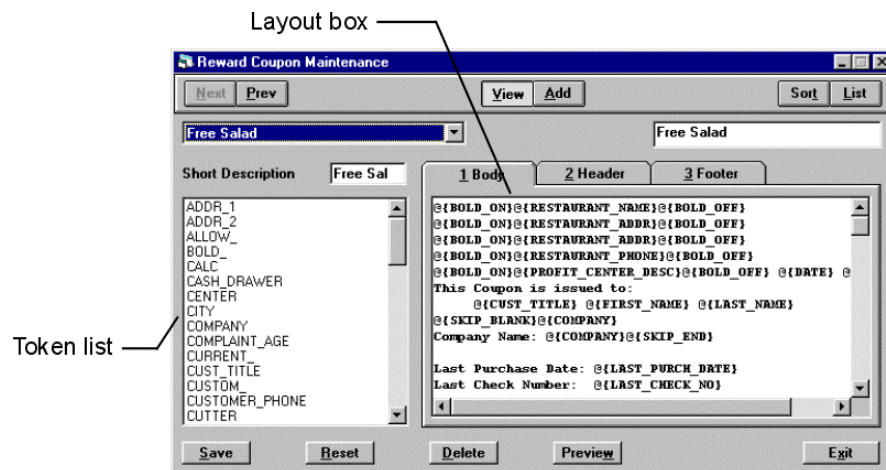 Layout box
Reward Coupon Maintenance
Next Prev View Add Sort List
Free Salad Free Salad
Short Description Free Sal 1 Body 2 Header 3 Footer
ADDR_1
ADDR_2
ALLOW_
BOLD_
CALC
CASH_DRAWER
CENTER
CITY
COMPANY
COMPLAINT_AGE
CURRENT_
CUST_TITLE
CUSTOM_
CUSTOMER_PHONE
CUTTER
@{BOLD_ON}@{RESTAURANT_NAME}@{BOLD_OFF}
@{BOLD_ON}@{RESTAURANT_ADDR}@{BOLD_OFF}
@{BOLD_ON}@{RESTAURANT_ADDR}@{BOLD_OFF}
@{BOLD_ON}@{RESTAURANT_PHONE}@{BOLD_OFF}
@{BOLD_ON}@{PROFIT_CENTER_DESC}@{BOLD_OFF} @{DATE} @
This Coupon is issued to:
@{CUST_TITLE} @{FIRST_NAME} @{LAST_NAME}
@{SKIP_BLANK}@{COMPANY}
Company Name: @{COMPANY}@{SKIP_END}
Last Purchase Date: @{LAST_PURCH_DATE}
Last Check Number: @{LAST_CHECK_NO}
Token list
Save Reset Delete Preview Exit